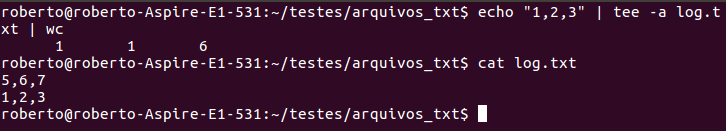 roberto@roberto-Aspire-E1-531:~/testes/arquivos_txt$ echo "1,2,3" | tee -a log.t
xt | wc
      1       1       6
roberto@roberto-Aspire-E1-531:~/testes/arquivos_txt$ cat log.txt
5,6,7
1,2,3
roberto@roberto-Aspire-E1-531:~/testes/arquivos_txt$